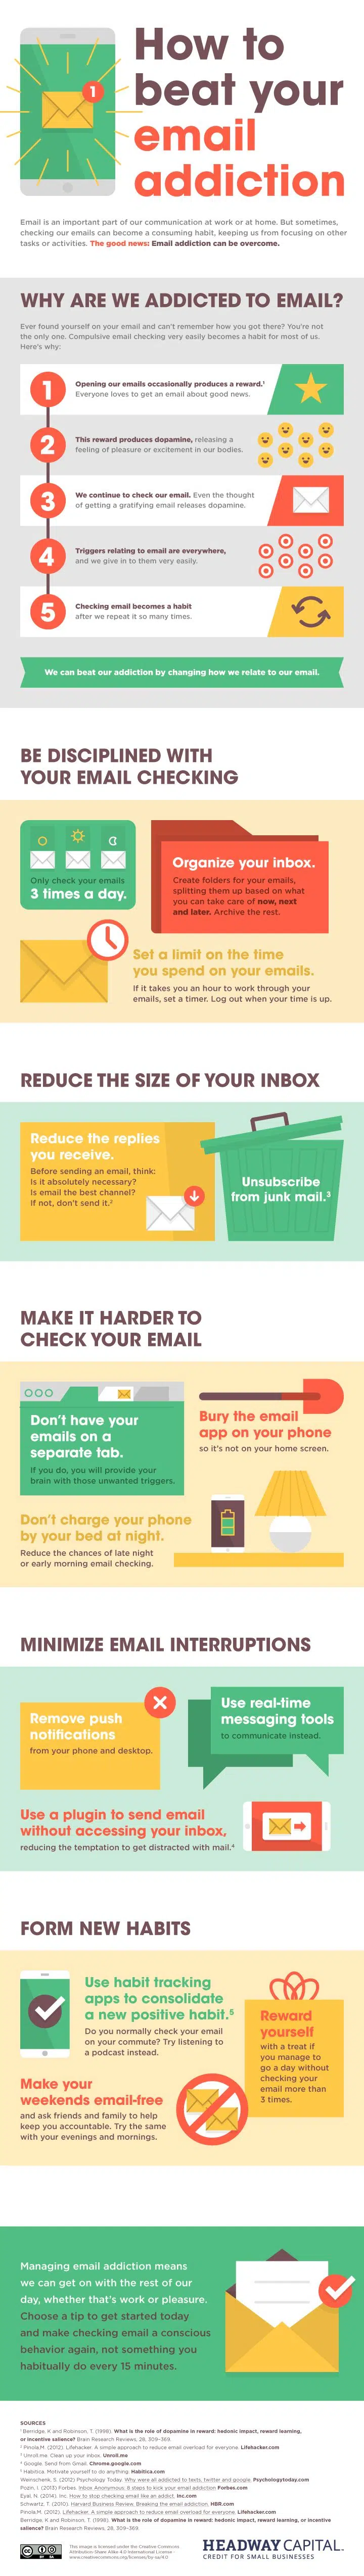 How to
beat your
email
addiction
1
Email is an important part of our communication at work or at home. But sometimes,
checking our emails can become a consuming habit, keeping us from focusing on other
tasks or activities. The good news: Email addiction can be overcome.
WHY ARE WE ADDICTED TO EMAIL?
Ever found yourself on your email and can't remember how you got there? You're not
the only one. Compulsive email checking very easily becomes a habit for most of us.
Here's why:
1
Opening our emails occasionally produces a reward.¹
Everyone loves to get an email about good news.
2
This reward produces dopamine, releasing a
feeling of pleasure or excitement in our bodies.
3
We continue to check our email. Even the thought
of getting a gratifying email releases dopamine.
4
Triggers relating to email are everywhere,
and we give in to them very easily.
5
Checking email becomes a habit
after we repeat it so many times.
We can beat our addiction by changing how we relate to our email.
BE DISCIPLINED WITH
YOUR EMAIL CHECKING
Only check your emails
3 times a day.
Organize your inbox.
Create folders for your emails,
splitting them up based on what
you can take care of now, next
and later. Archive the rest.
Set a limit on the time
you spend on your emails.
If it takes you an hour to work through your
emails, set a timer. Log out when your time is up.
REDUCE THE SIZE OF YOUR INBOX
Reduce the replies
you receive.
Before sending an email, think:
Is it absolutely necessary?
Is email the best channel?
If not, don't send it.²
Unsubscribe
from junk mail.³
MAKE IT HARDER TO
CHECK YOUR EMAIL
Don't have your
emails on a
separate tab.
If you do, you will provide your
brain with those unwanted triggers.
Bury the email
app on your phone
so it's not on your home screen.
Don't charge your phone
by your bed at night.
Reduce the chances of late night
or early morning email checking.
MINIMIZE EMAIL INTERRUPTIONS
Remove push
notifications
from your phone and desktop.
Use real-time
messaging tools
to communicate instead.
Use a plugin to send email
without accessing your inbox,
reducing the temptation to get distracted with mail.⁴
FORM NEW HABITS
Use habit tracking
apps to consolidate
a new positive habit.⁵
Do you normally check your email
on your commute? Try listening to
a podcast instead.
Reward
yourself
with a treat if
you manage to
go a day without
checking your
email more than
3 times.
Make your
weekends email-free
and ask friends and family to help
keep you accountable. Try the same
with your evenings and mornings.
Managing email addiction means
we can get on with the rest of our
day, whether that's work or pleasure.
Choose a tip to get started today
and make checking email a conscious
behavior again, not something you
habitually do every 15 minutes.
SOURCES
¹ Berridge, K and Robinson, T. (1998). What is the role of dopamine in reward: hedonic impact, reward learning,
or incentive salience? Brain Research Reviews, 28, 309-369.
² Pinola,M. (2012). Lifehacker. A simple approach to reduce email overload for everyone. Lifehacker.com
³ Unroll.me. Clean up your inbox. Unroll.me
⁴ Google. Send from Gmail. Chrome.google.com
⁵ Habitica. Motivate yourself to do anything. Habitica.com
Weinschenk, S. (2012) Psychology Today. Why were all addicted to texts, twitter and google. Psychologytoday.com
Pozin, I. (2013) Forbes. Inbox Anonymous: 8 steps to kick your email addiction Forbes.com
Eyal, N. (2014). Inc. How to stop checking email like an addict. Inc.com
Schwartz, T. (2010). Harvard Business Review. Breaking the email addiction. HBR.com
Pinola,M. (2012). Lifehacker. A simple approach to reduce email overload for everyone. Lifehacker.com
Berridge, K and Robinson, T. (1998). What is the role of dopamine in reward: hedonic impact, reward learning, or incentive
salience? Brain Research Reviews, 28, 309-369.
This image is licensed under the Creative Commons
Attribution-Share Alike 4.0 International License -
www.creativecommons.org/licenses/by-sa/4.0
HEADWAY CAPITAL.
CREDIT FOR SMALL BUSINESSES